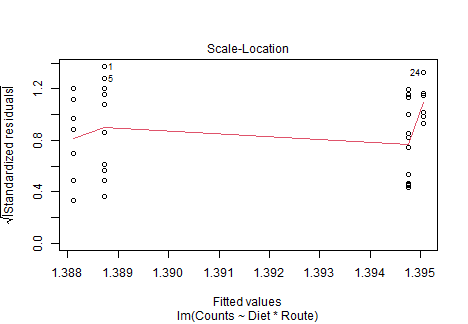 Scale-Location
√|Standardized residuals|
0.0 0.4 0.8 1.2
1
5
24
1.388 1.389 1.390 1.391 1.392 1.393 1.394 1.395
Fitted values
lm(Counts ~ Diet * Route)